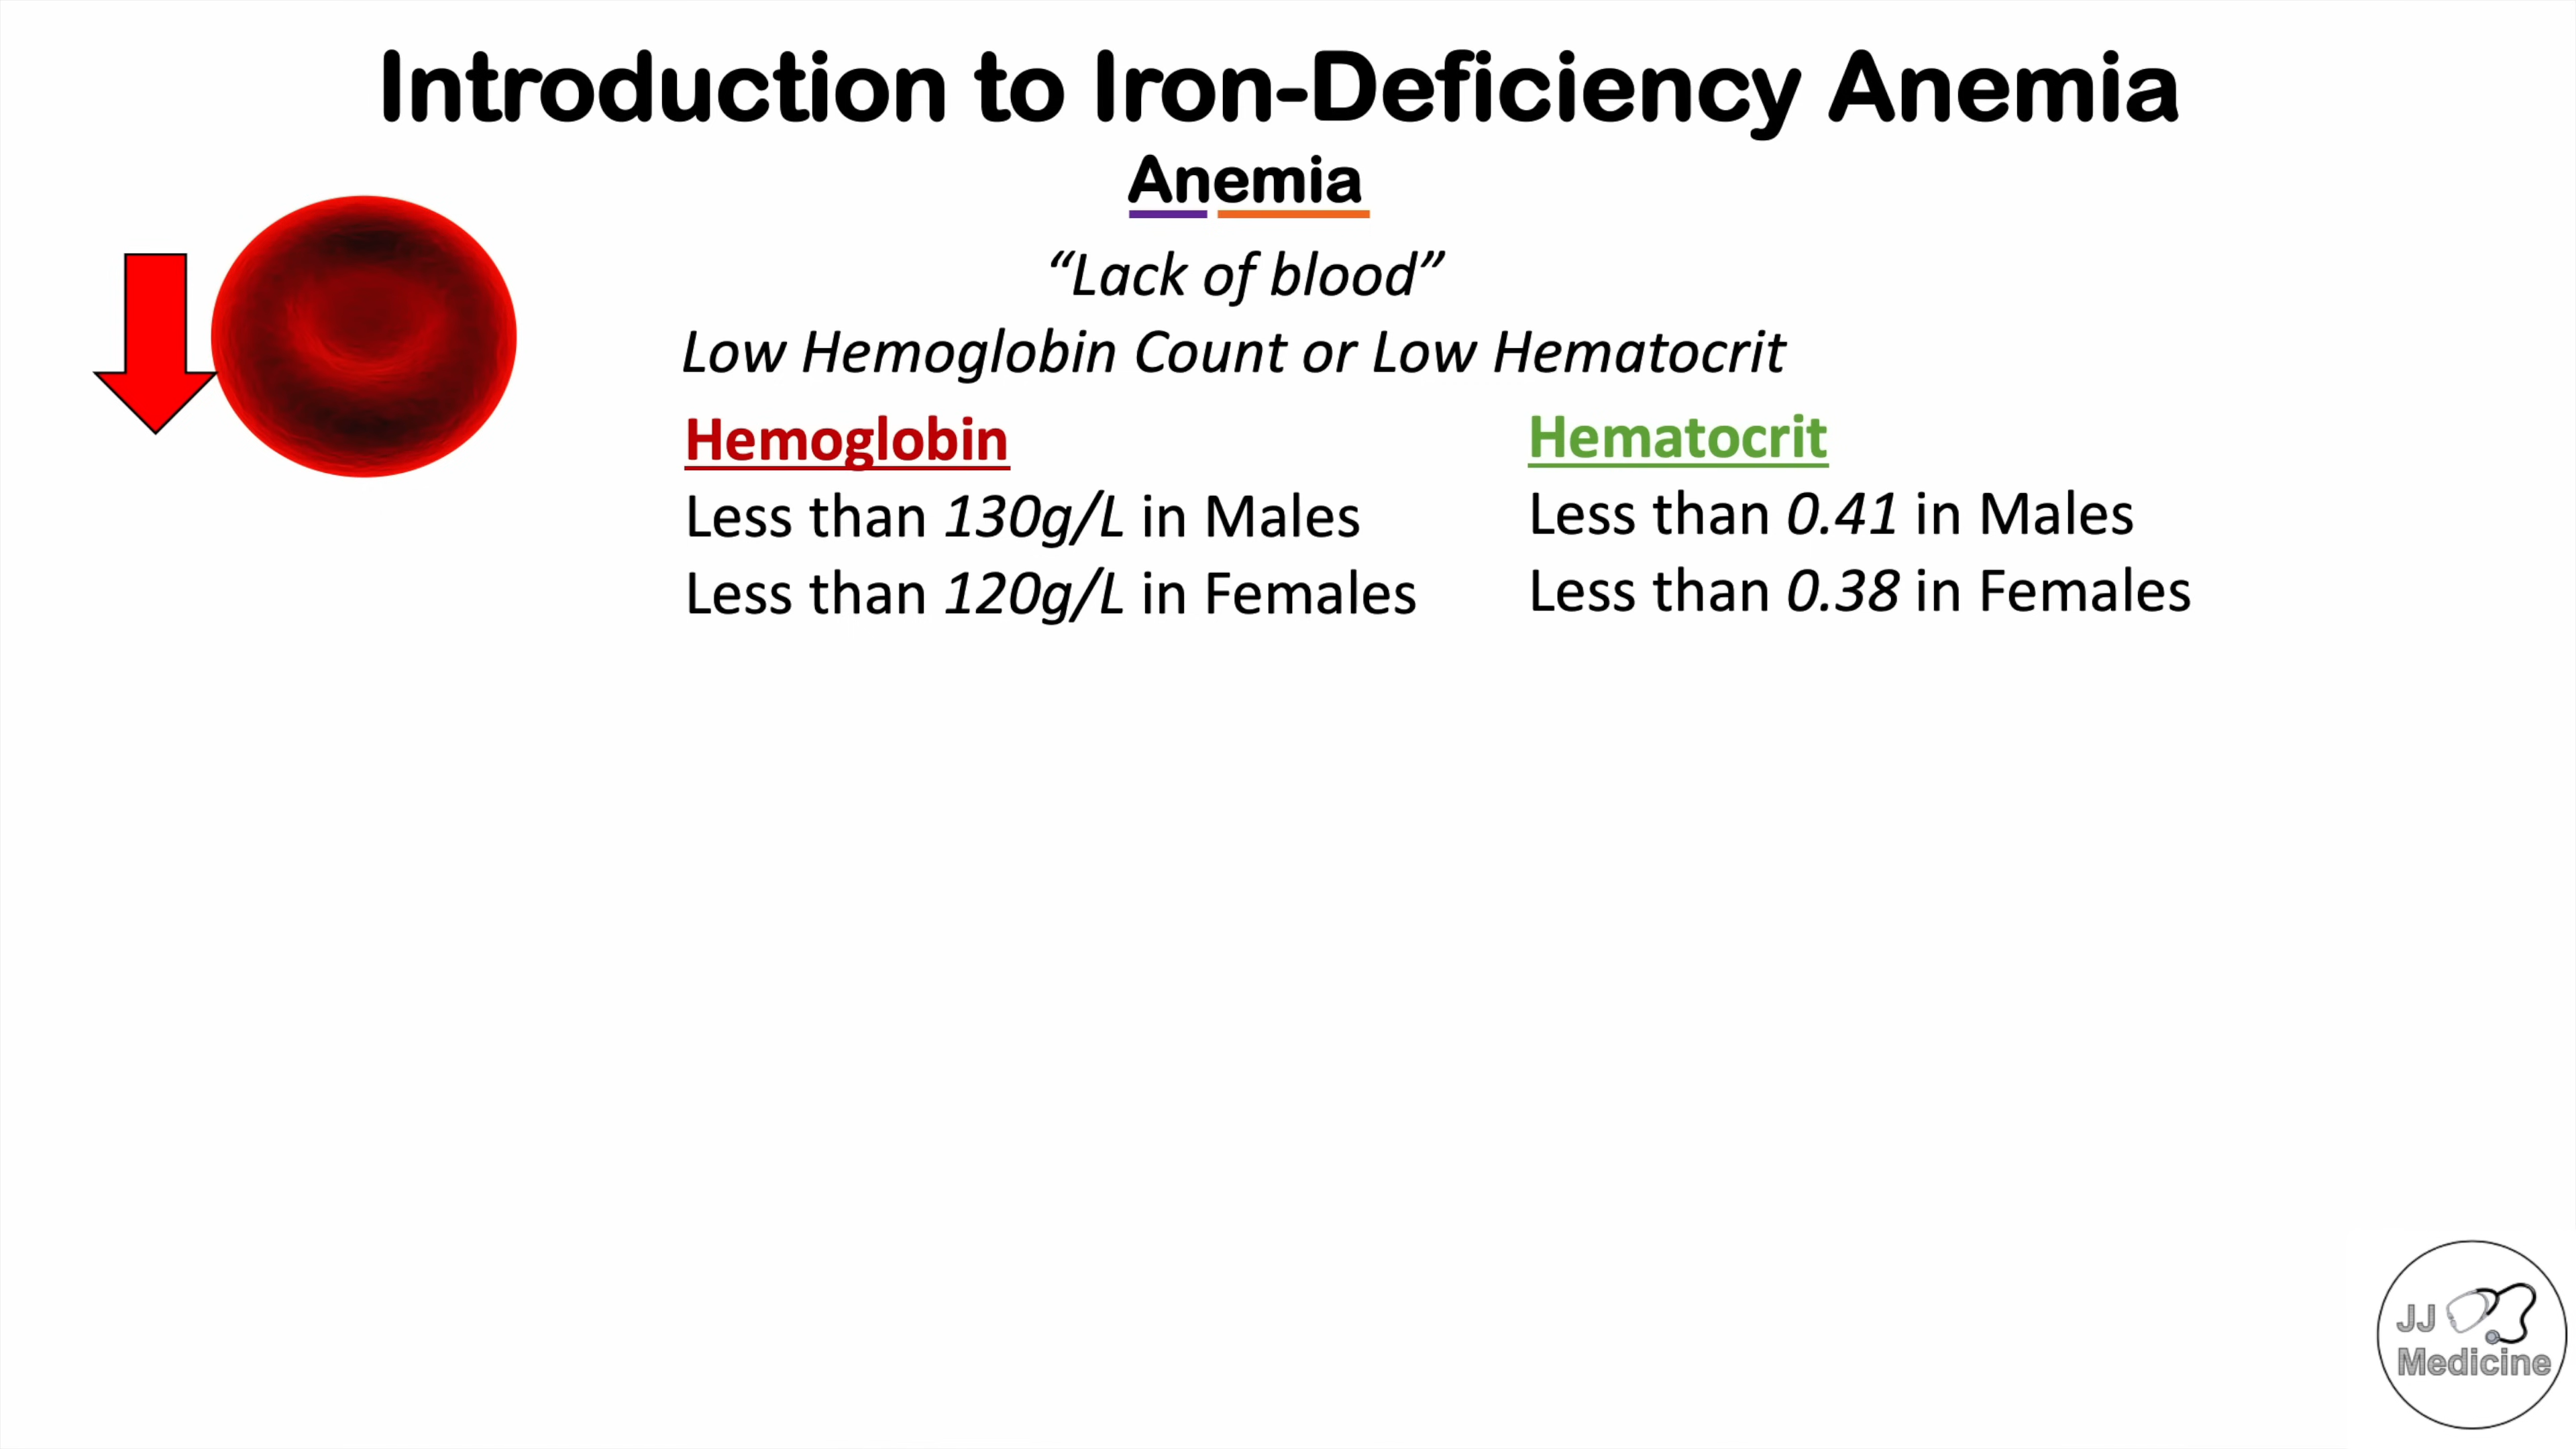 Introduction to Iron-Deficiency Anemia
Anemia
“Lack of blood”
Low Hemoglobin Count or Low Hematocrit
Hemoglobin
Less than 130g/L in Males
Less than 120g/L in Females
Hematocrit
Less than 0.41 in Males
Less than 0.38 in Females
JJ
Medicine